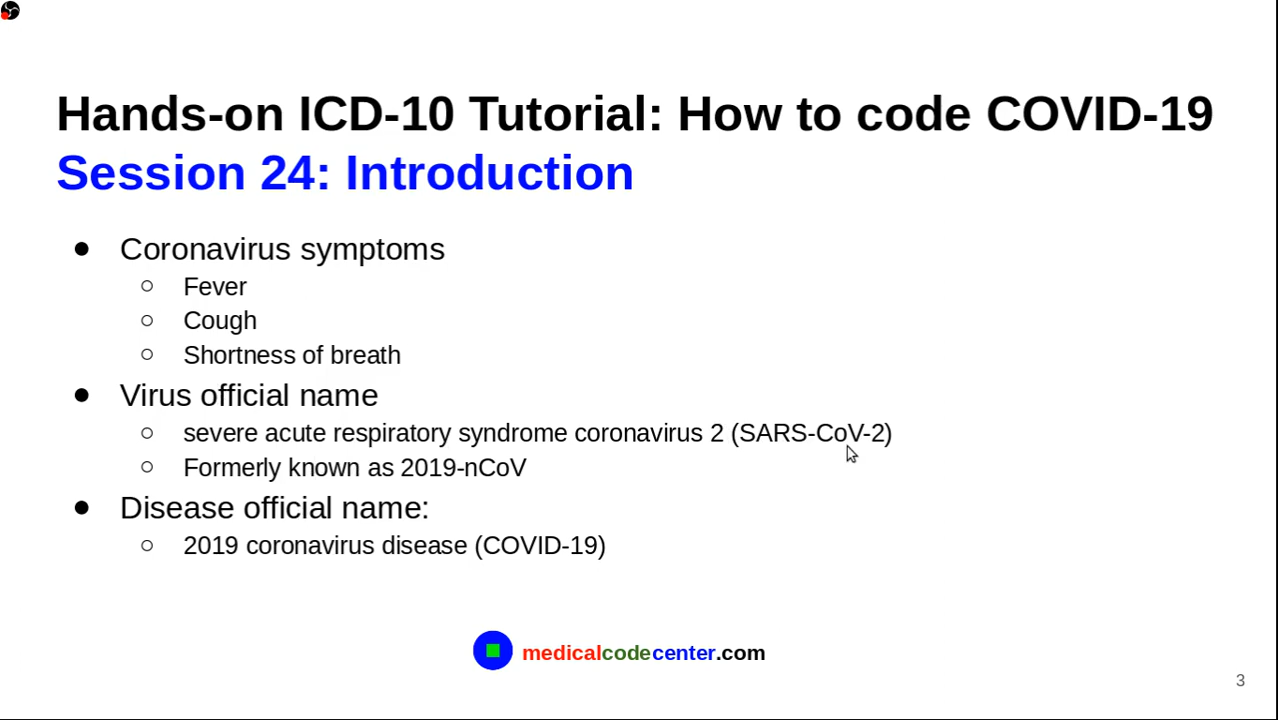 Hands-on ICD-10 Tutorial: How to code COVID-19
Session 24: Introduction
● Coronavirus symptoms
○ Fever
○ Cough
○ Shortness of breath
● Virus official name
○ severe acute respiratory syndrome coronavirus 2 (SARS-CoV-2)
○ Formerly known as 2019-nCoV
● Disease official name:
○ 2019 coronavirus disease (COVID-19)
medicalcodecenter.com
3